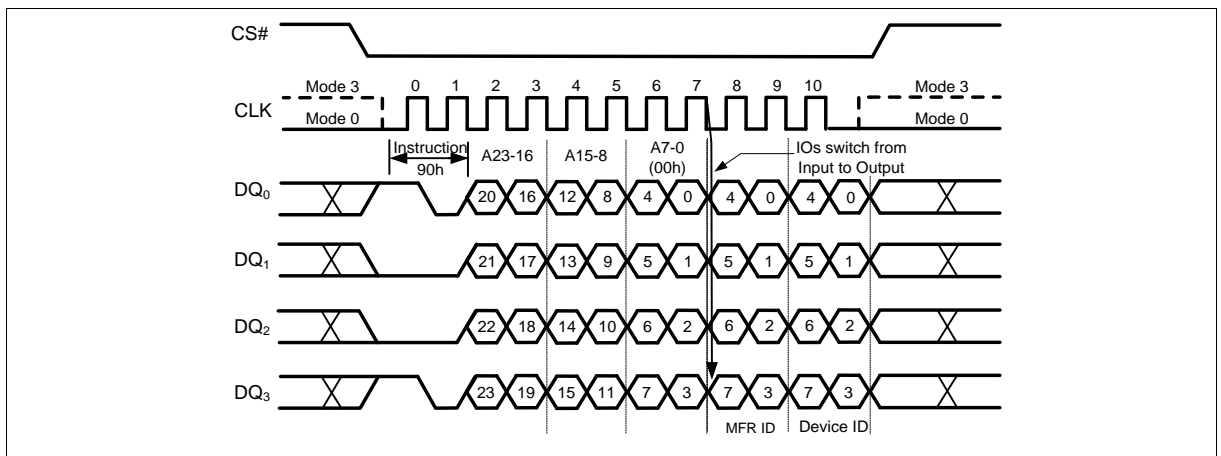 CS#
Mode 3 0 1 2 3 4 5 6 7 8 9 10 Mode 3
CLK
Mode 0 Mode 0
Instruction A23-16 A15-8 A7-0 IOs switch from
90h (00h) Input to Output
DQ0 20 16 12 8 4 0 4 0 4 0
DQ1 21 17 13 9 5 1 5 1 5 1
DQ2 22 18 14 10 6 2 6 2 6 2
DQ3 23 19 15 11 7 3 7 3 7 3
MFR ID Device ID